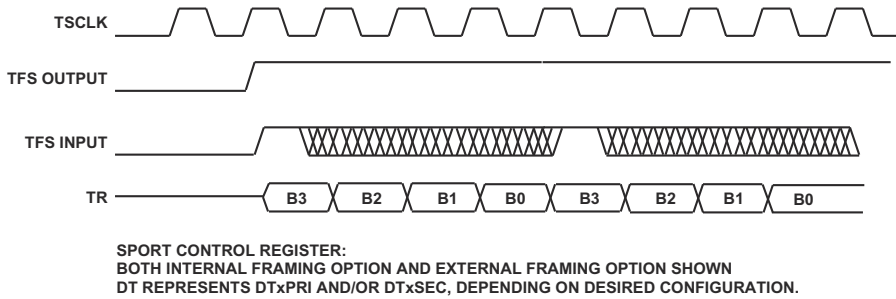 TSCLK
TFS OUTPUT
TFS INPUT
TR
B3 B2 B1 B0 B3 B2 B1 B0
SPORT CONTROL REGISTER:
BOTH INTERNAL FRAMING OPTION AND EXTERNAL FRAMING OPTION SHOWN
DT REPRESENTS DTxPRI AND/OR DTxSEC, DEPENDING ON DESIRED CONFIGURATION.